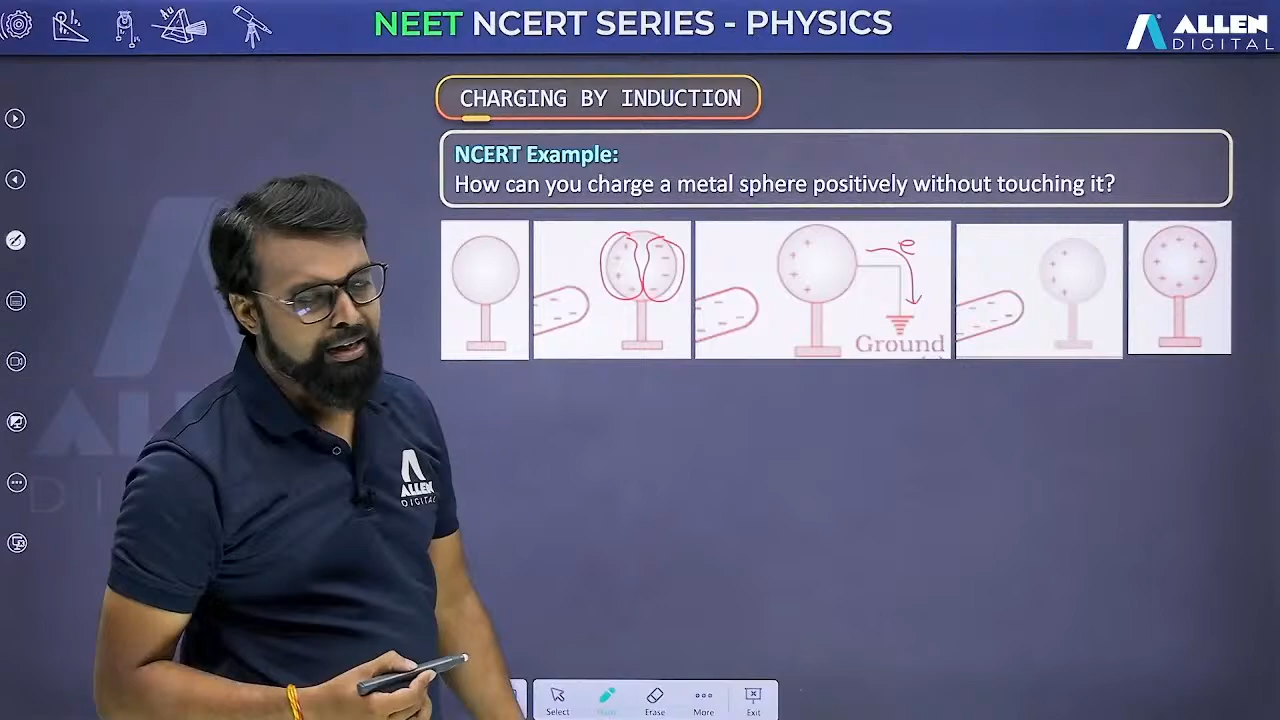 NEET NCERT SERIES - PHYSICS
ALLEN
DIGITAL
CHARGING BY INDUCTION
NCERT Example:
How can you charge a metal sphere positively without touching it?
e
Ground
ALLEN
DIGITAL
Select
Erase
More
Exit